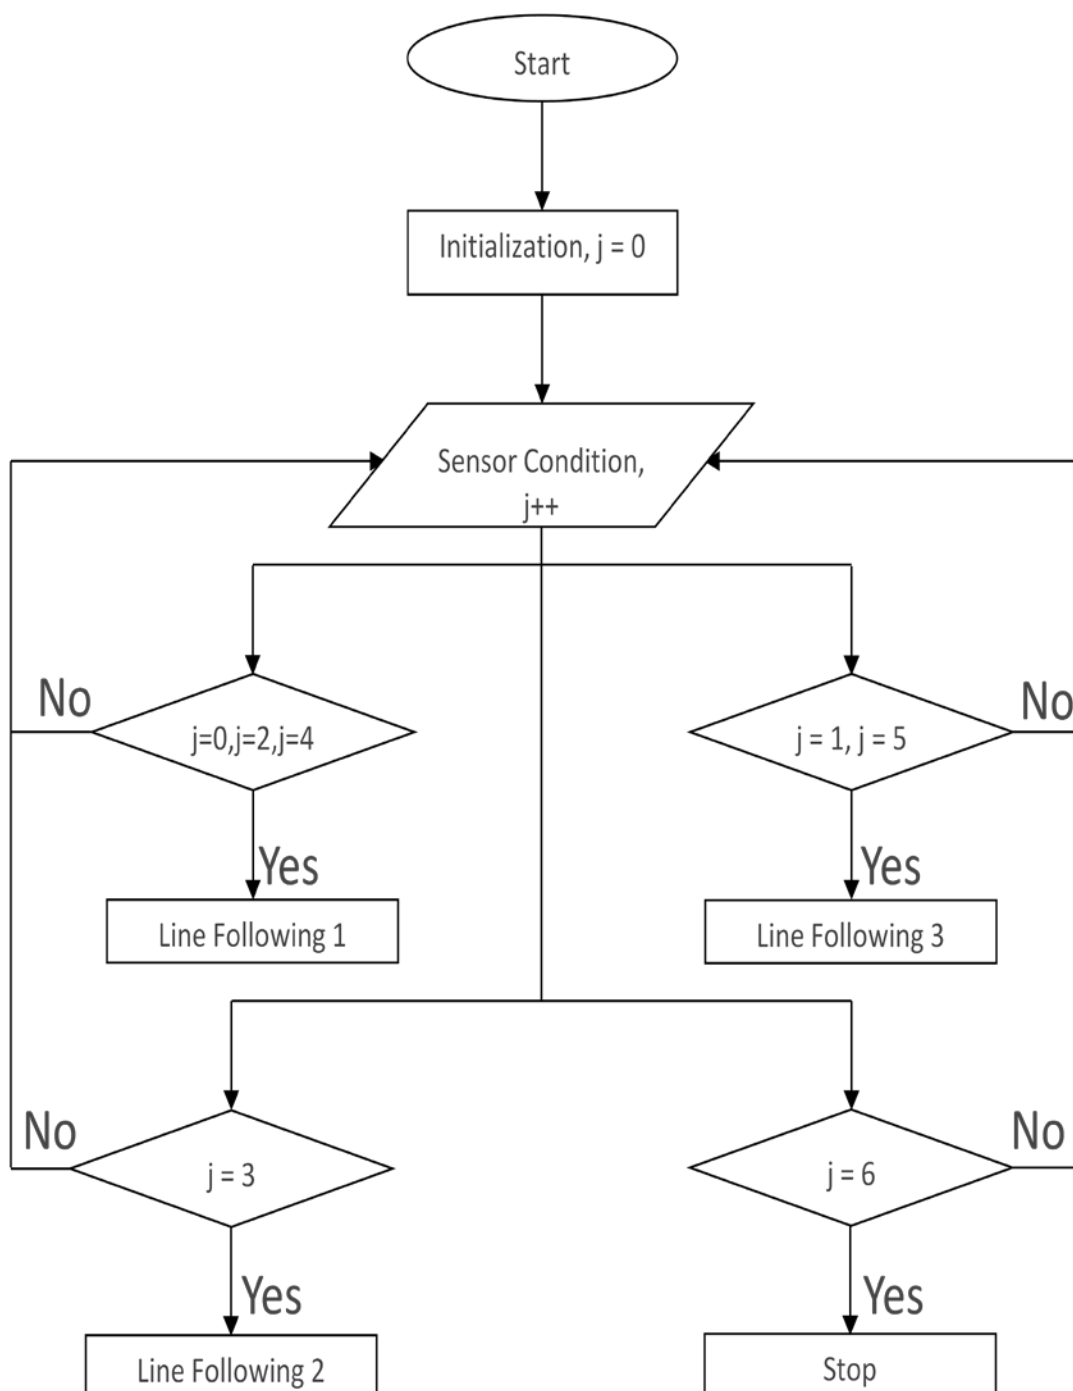 Start
Initialization, j = 0
Sensor Condition,
j++
No
j=0,j=2,j=4
Yes
Line Following 1
j = 1, j = 5
No
Yes
Line Following 3
No
j = 3
Yes
Line Following 2
j = 6
No
Yes
Stop